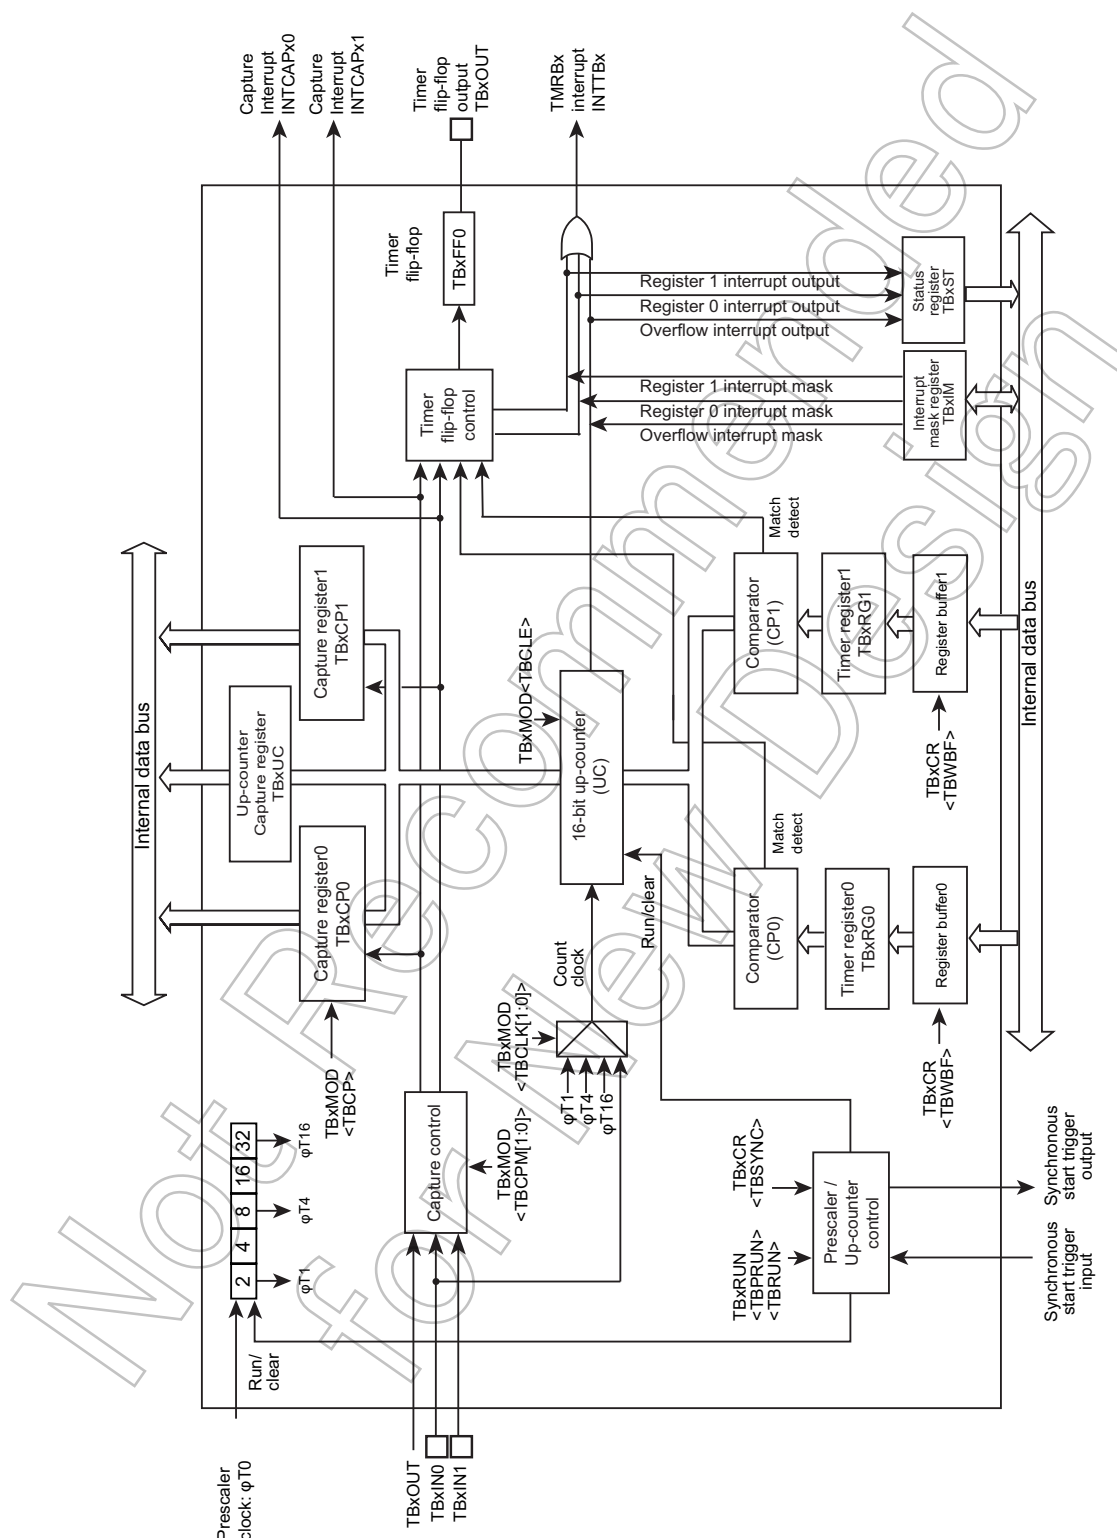 Capture
Interrupt
INTCAPx0
Capture
Interrupt
INTCAPx1
Timer
flip-flop
output
TBxOUT
TMRBx
interrupt
INTTBx
Timer
flip-flop
TBxFF0
Register 1 interrupt output
Register 0 interrupt output
Overflow interrupt output
Status
register
TBxST
Timer
flip-flop
control
Register 1 interrupt mask
Register 0 interrupt mask
Overflow interrupt mask
Interrupt
mask register
TBxIM
Internal data bus
Capture register1
TBxCP1
Up-counter
Capture register
TBxUC
Capture register0
TBxCP0
TBxMOD
<TBCP>
TBxMOD<TBCLE>
16-bit up-counter
(UC)
Match
detect
Comparator
(CP1)
Timer register1
TBxRG1
Register buffer1
TBxCR
<TBWBF>
Internal data bus
Match
detect
Comparator
(CP0)
Timer register0
TBxRG0
Register buffer0
TBxCR
<TBWBF>
Run/clear
Count
clock
TBxMOD
<TBCLK[1:0]>
φT1
φT4
φT16
Capture control
TBxMOD
<TBCPM[1:0]>
2 4 8 16 32
φT1
φT4
φT16
Run/
clear
Prescaler
clock: φT0
TBxOUT
TBxIN0
TBxIN1
TBxCR
<TBSYNC>
TBxRUN
<TBPRUN>
<TBRUN>
Prescaler /
Up-counter
control
Synchronous
start trigger
output
Synchronous
start trigger
input
Not Recommended
for New Design